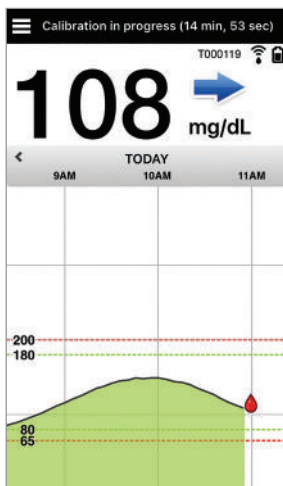 Calibration in progress (14 min, 53 sec)
T000119
108
mg/dL
TODAY
9AM 10AM 11AM
200
180
80
65